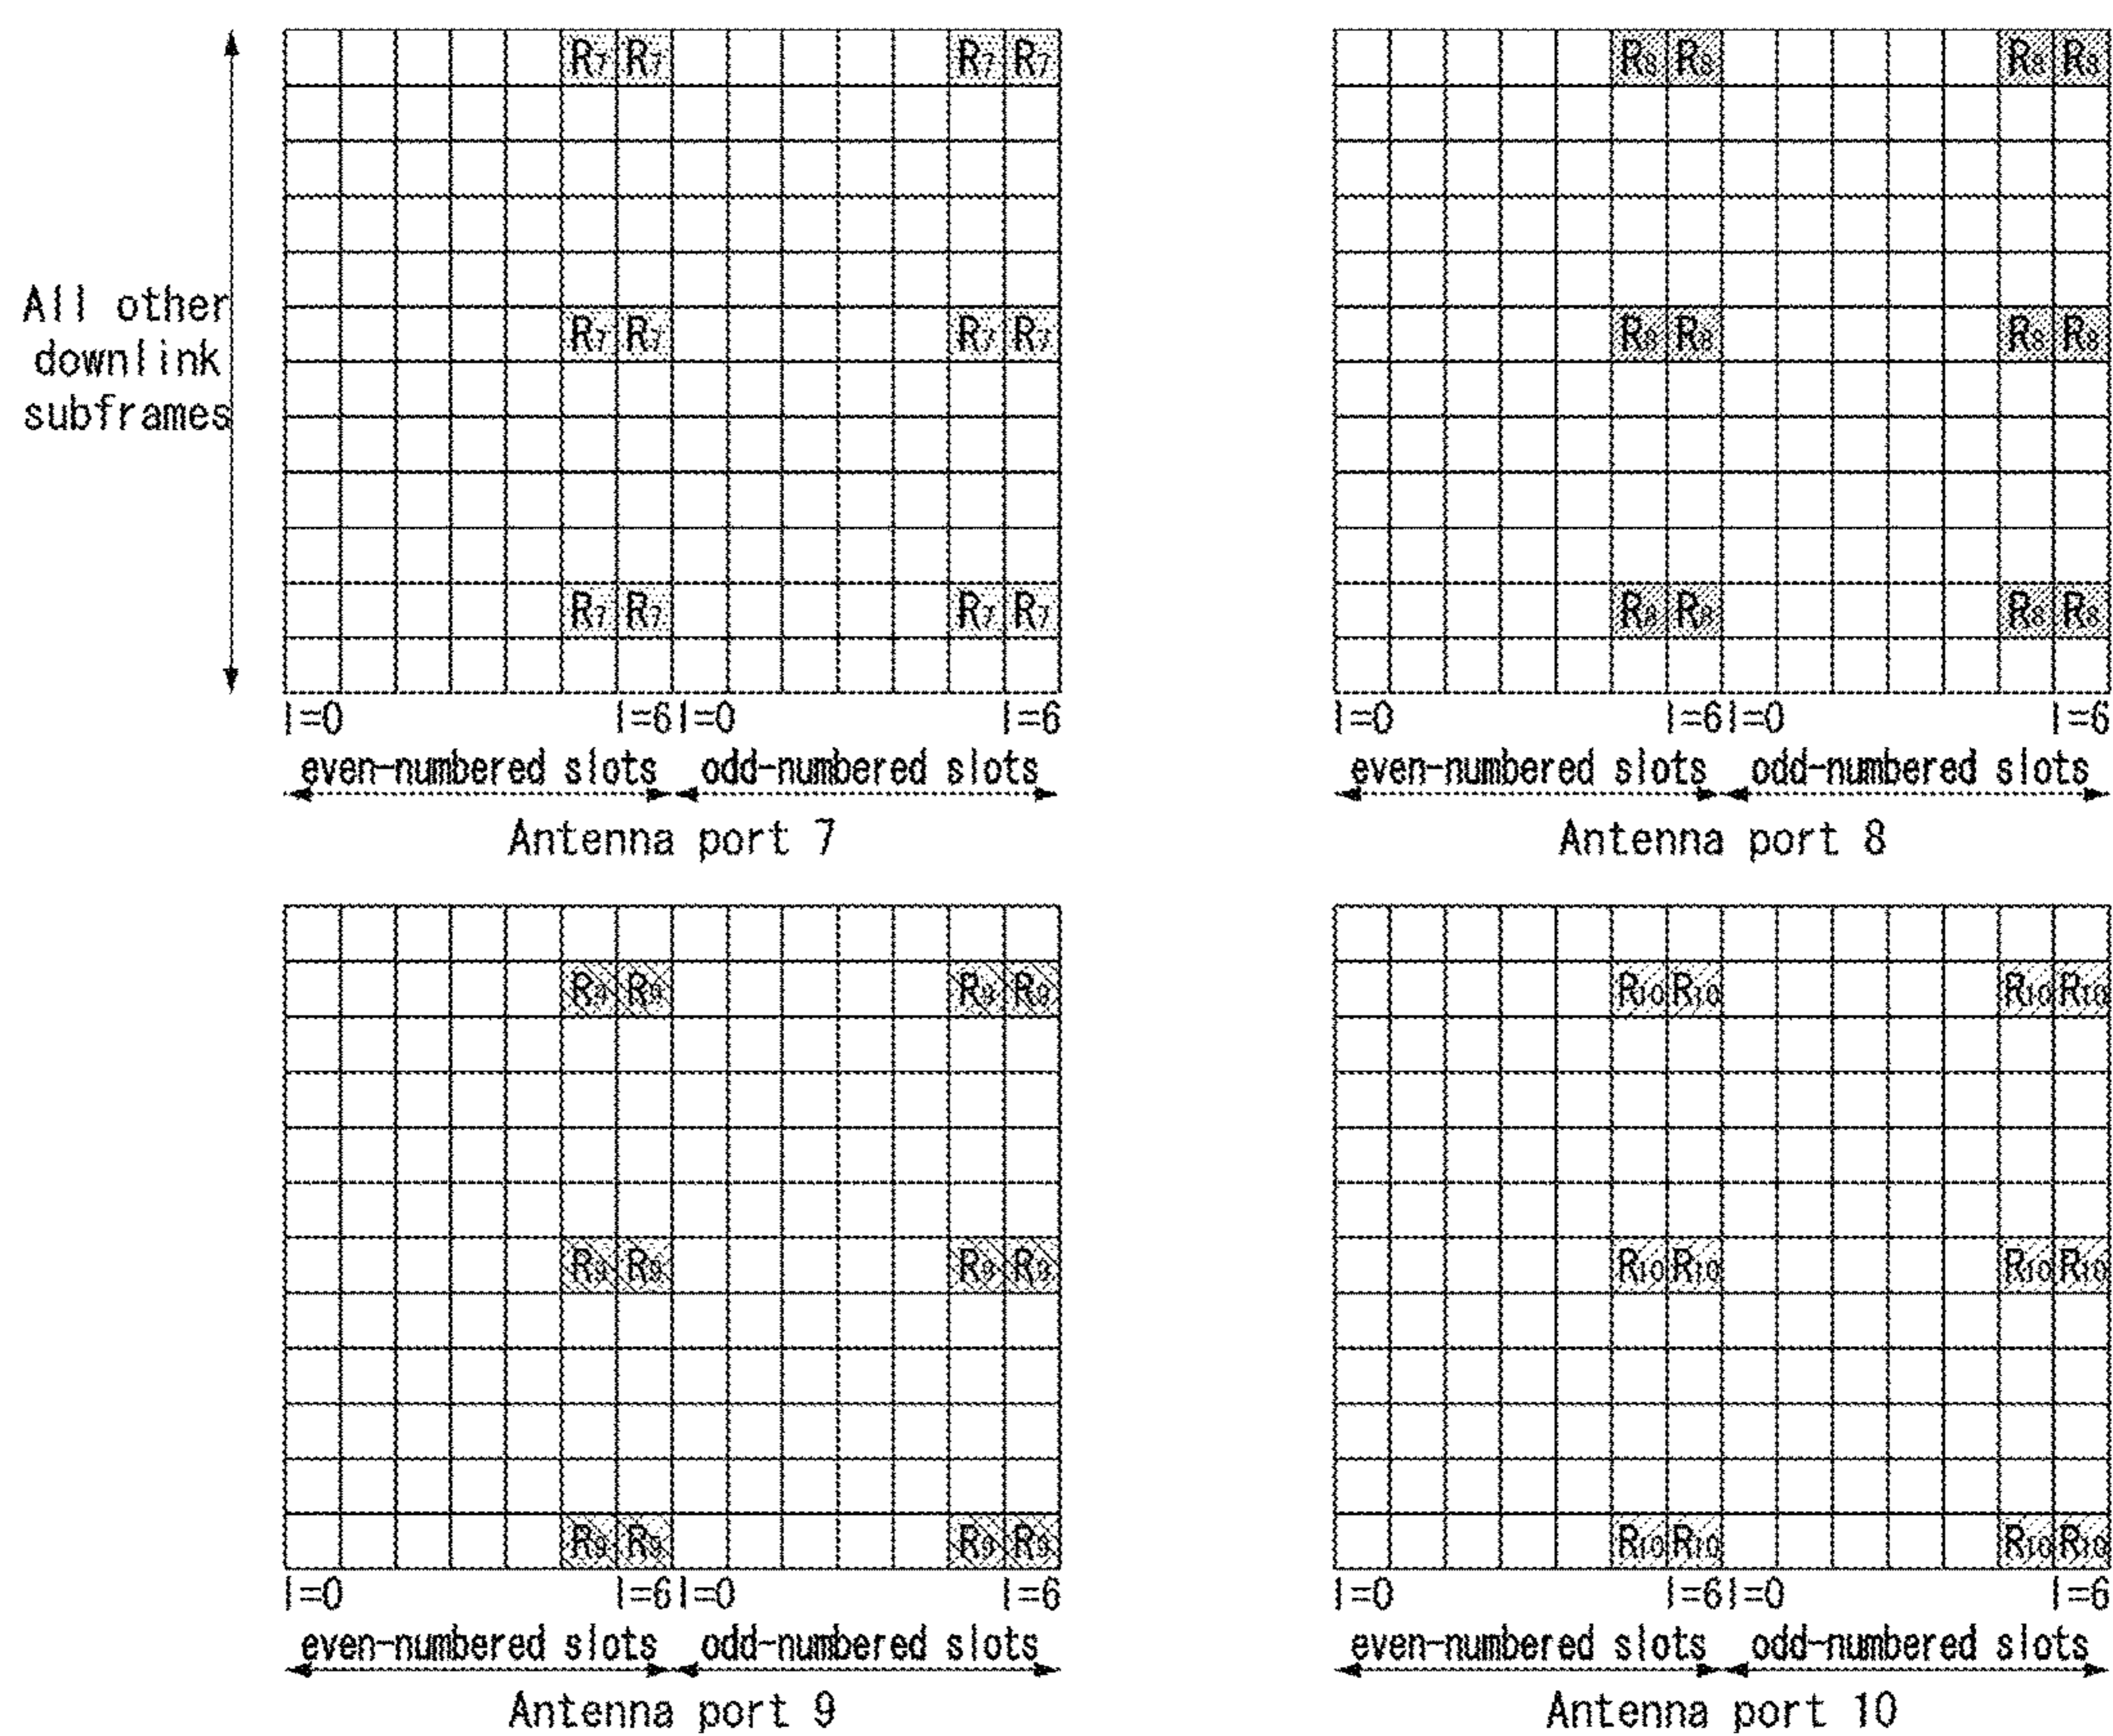 R7 R7 R7 R7
R8 R8 R8 R8
All other
downlink
subframes
R7 R7 R7 R7
R8 R8 R8 R8
R7 R7 R7 R7
R8 R8 R8 R8
l=0 l=6 l=0 l=6
even-numbered slots odd-numbered slots
Antenna port 7
l=0 l=6 l=0 l=6
even-numbered slots odd-numbered slots
Antenna port 8
R9 R9 R9 R9
R9 R9 R9 R9
R9 R9 R9 R9
l=0 l=6 l=0 l=6
even-numbered slots odd-numbered slots
Antenna port 9
R10 R10 R10 R10
R10 R10 R10 R10
R10 R10 R10 R10
l=0 l=6 l=0 l=6
even-numbered slots odd-numbered slots
Antenna port 10